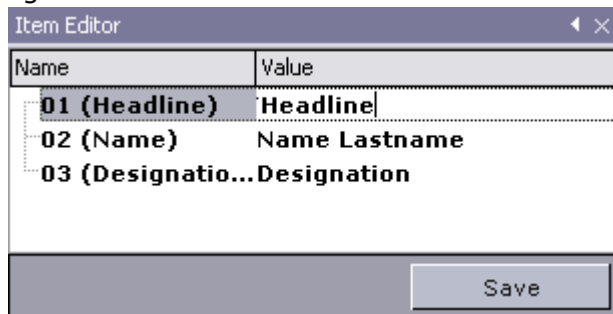 Item Editor
Name Value
01 (Headline) Headline
02 (Name) Name Lastname
03 (Designatio... Designation
Save